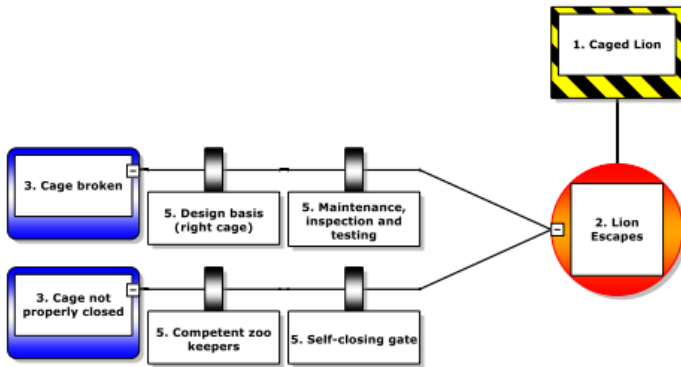 1. Caged Lion
3. Cage broken
5. Design basis
(right cage)
5. Maintenance,
inspection and
testing
2. Lion
Escapes
3. Cage not
properly closed
5. Competent zoo
keepers
5. Self-closing gate